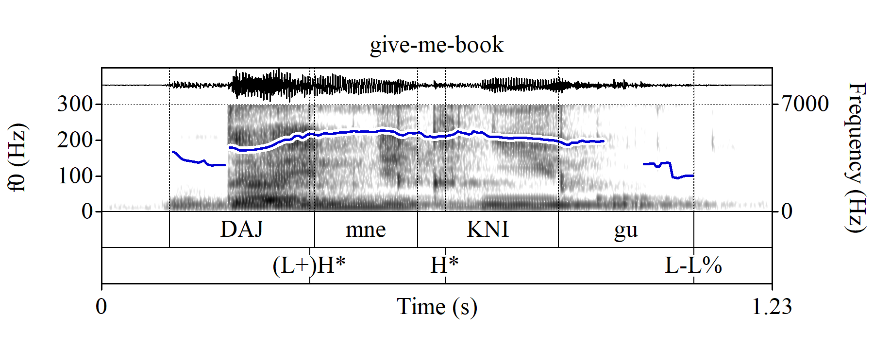 give-me-book
f0 (Hz)
300
200
100
0
7000
0
Frequency (Hz)
DAJ mne KNI gu
(L+)H* H* L-L%
0 Time (s) 1.23